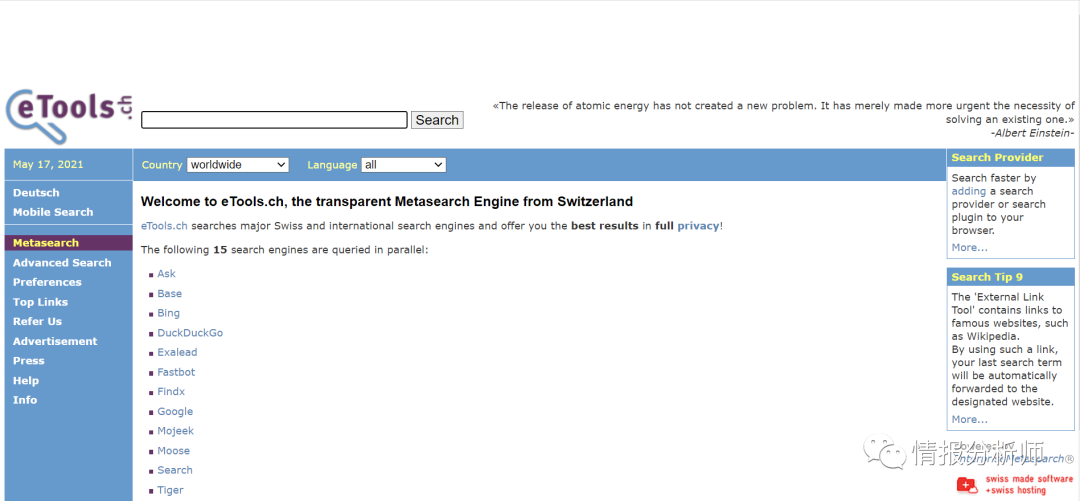 eTools.ch
Search
«The release of atomic energy has not created a new problem. It has merely made more urgent the necessity of
solving an existing one.»
-Albert Einstein-
May 17, 2021
Country worldwide Language all
Deutsch
Mobile Search
Metasearch
Advanced Search
Preferences
Top Links
Refer Us
Advertisement
Press
Help
Info
Welcome to eTools.ch, the transparent Metasearch Engine from Switzerland
eTools.ch searches major Swiss and international search engines and offer you the best results in full privacy!
The following 15 search engines are queried in parallel:
Ask
Base
Bing
DuckDuckGo
Exalead
Fastbot
Findx
Google
Mojeek
Moose
Search
Tiger
Search Provider
Search faster by
adding a search
provider or search
plugin to your
browser.
More...
Search Tip 9
The 'External Link
Tool' contains links to
famous websites, such
as Wikipedia.
By using such a link,
your last search term
will be automatically
forwarded to the
designated website.
More...
Powered by
情报分析师
swiss made software
+swiss hosting